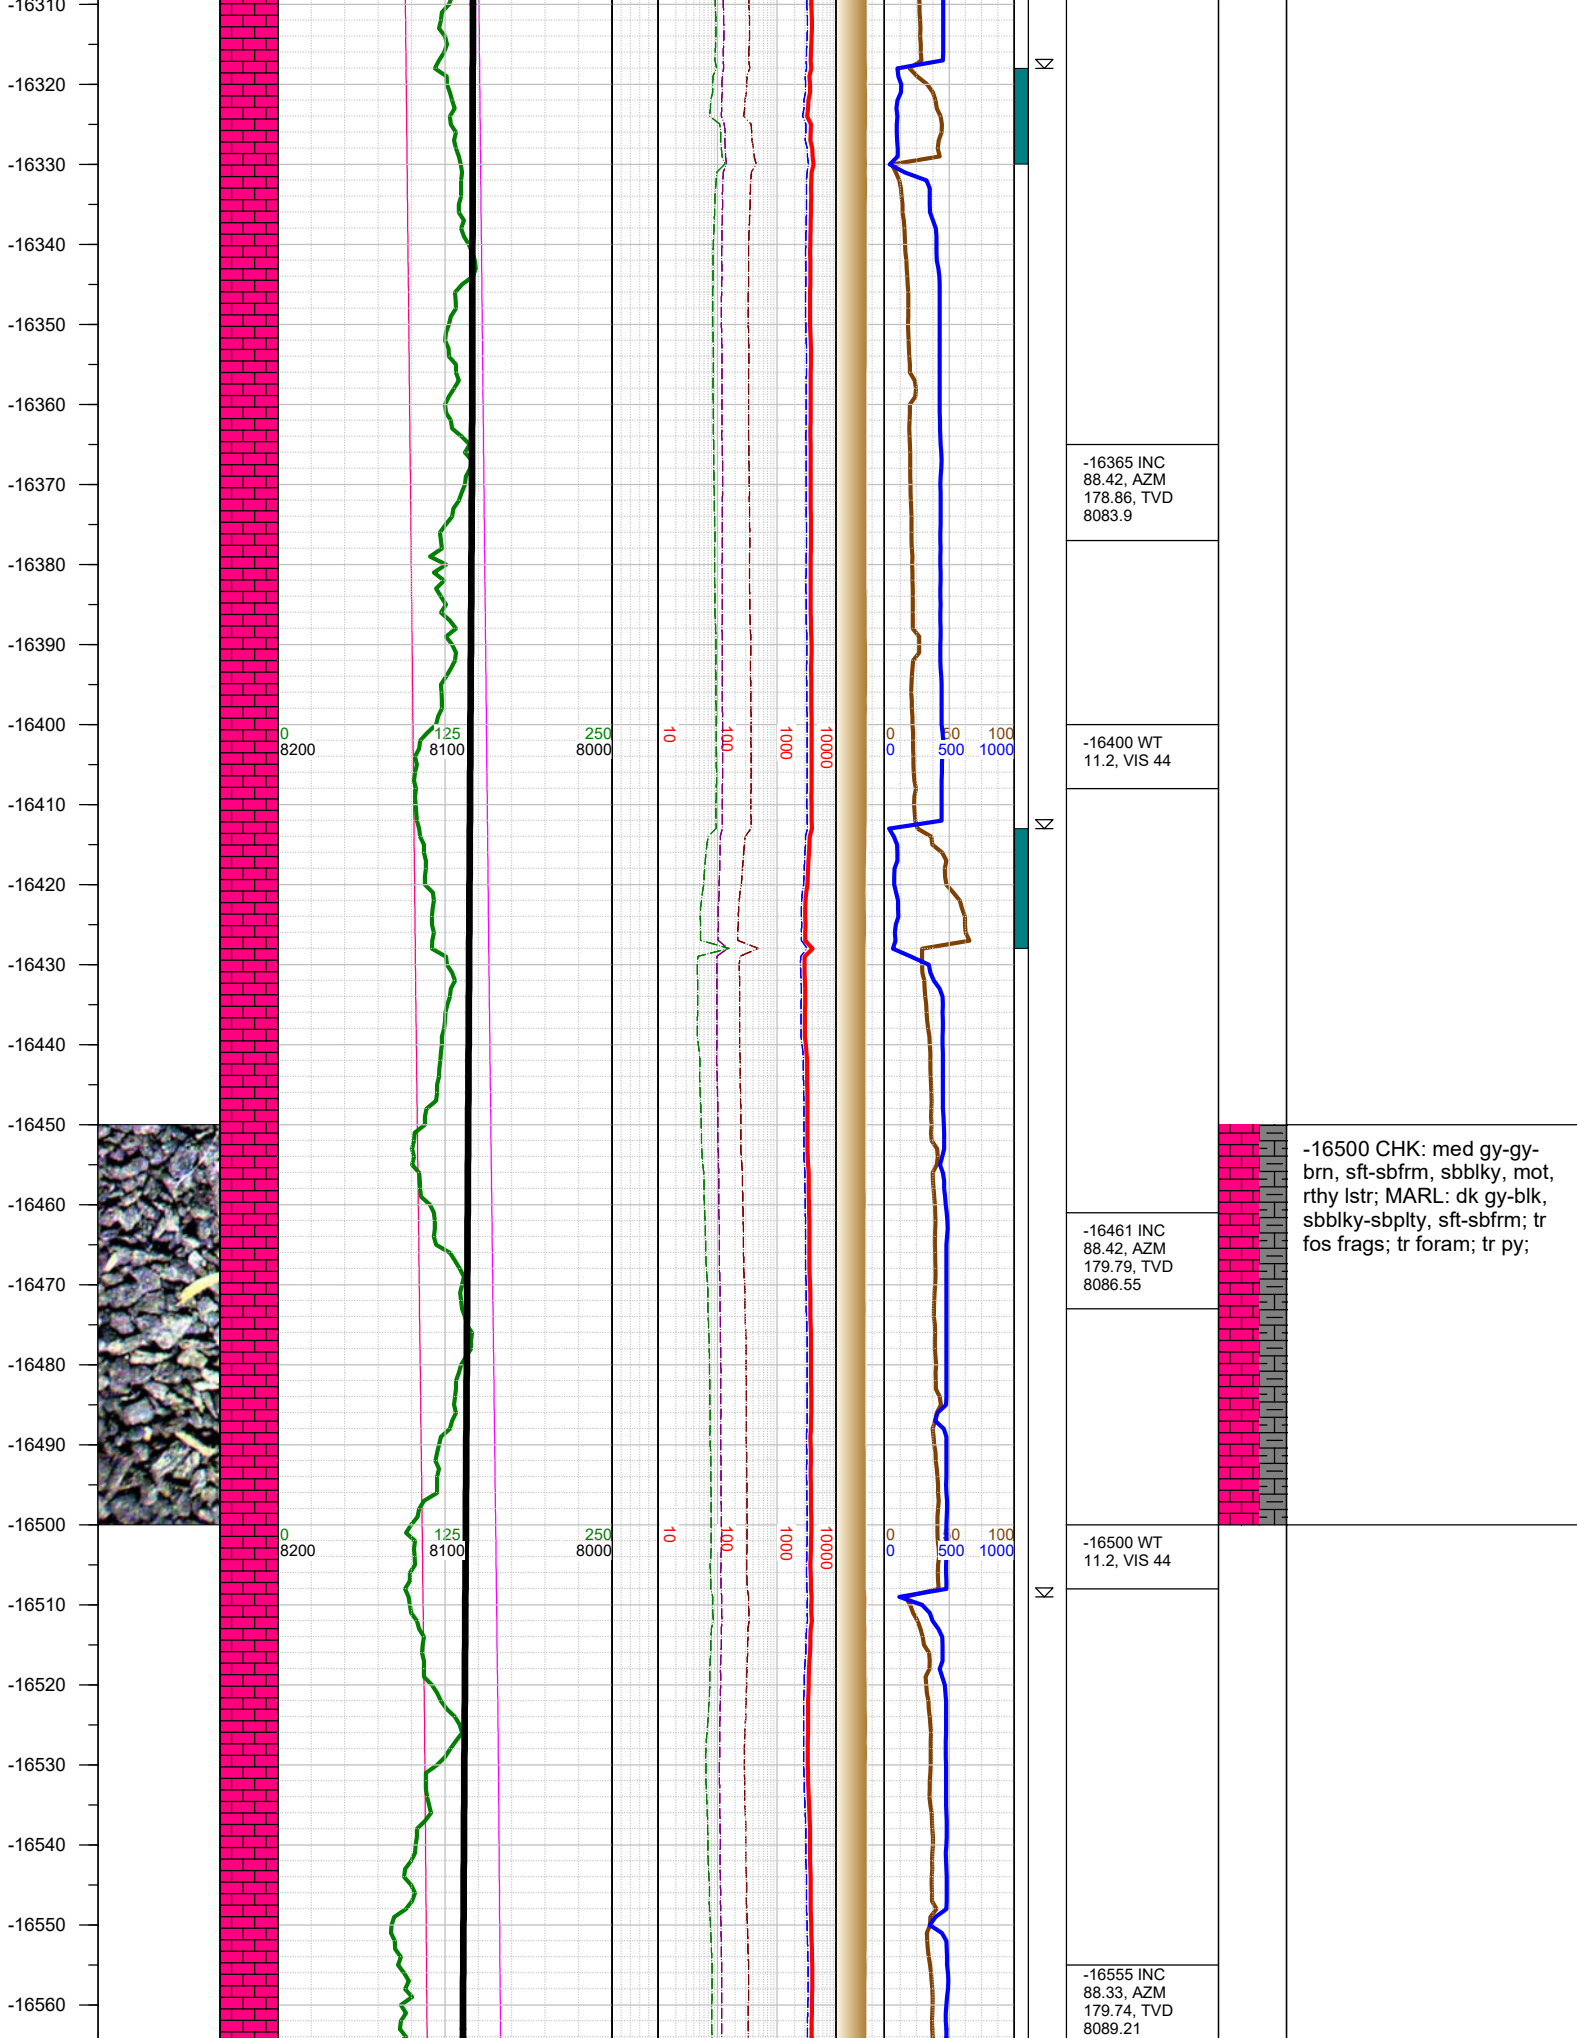 -16310
-16320
-16330
-16340
-16350
-16360
-16365 INC
88.42, AZM
178.86, TVD
8083.9
-16370
-16380
-16390
-16400
0 125 250
8200 8100 8000
10 100 1000 10000
0 50 100
0 500 1000
-16400 WT
11.2, VIS 44
-16410
-16420
-16430
-16440
-16450
-16500 CHK: med gy-gy-
brn, sft-sbfrm, sbblky, mot,
rthy lstr; MARL: dk gy-blk,
sbblky-sbplty, sft-sbfrm; tr
fos frags; tr foram; tr py;
-16460
-16461 INC
88.42, AZM
179.79, TVD
8086.55
-16470
-16480
-16490
-16500
0 125 250
8200 8100 8000
10 100 1000 10000
0 50 100
0 500 1000
-16500 WT
11.2, VIS 44
-16510
-16520
-16530
-16540
-16550
-16555 INC
88.33, AZM
179.74, TVD
8089.21
-16560